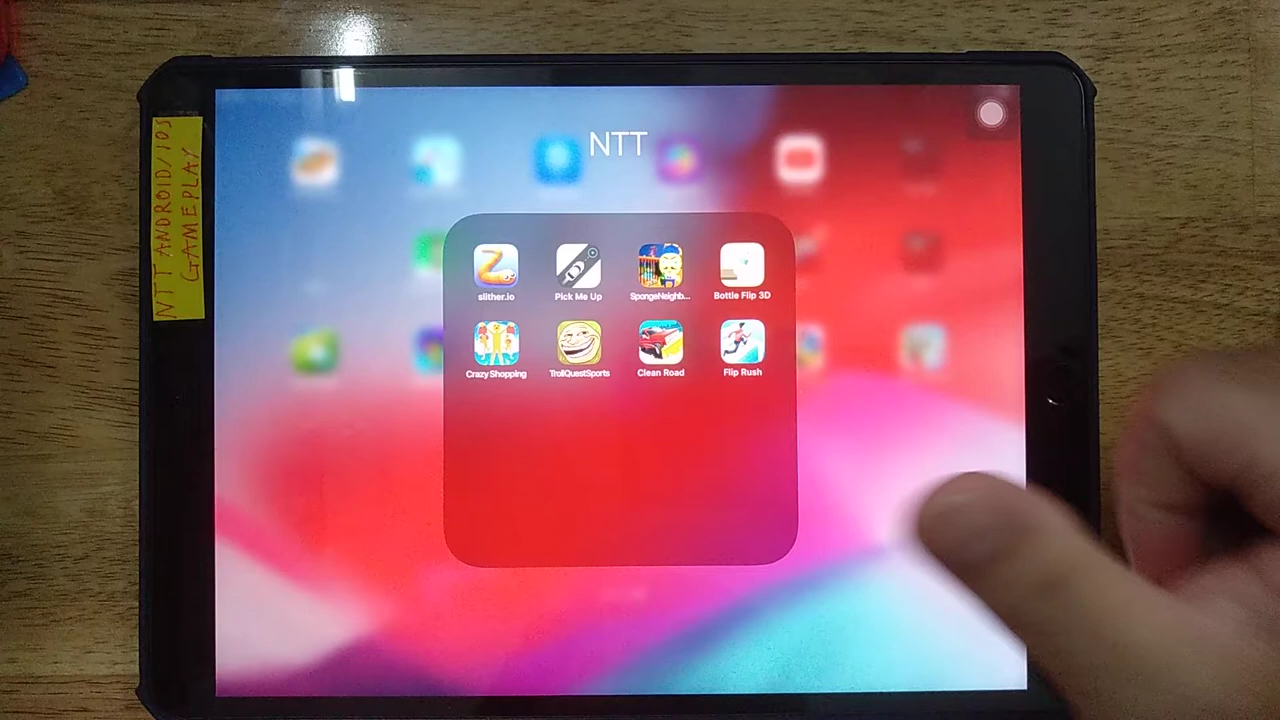 NTT ANDROID/IOS
GAMEPLAY
NTT
slither.io
Pick Me Up
SpongeNeighb...
Bottle Flip 3D
Crazy Shopping
TrollQuestSports
Clean Road
Flip Rush